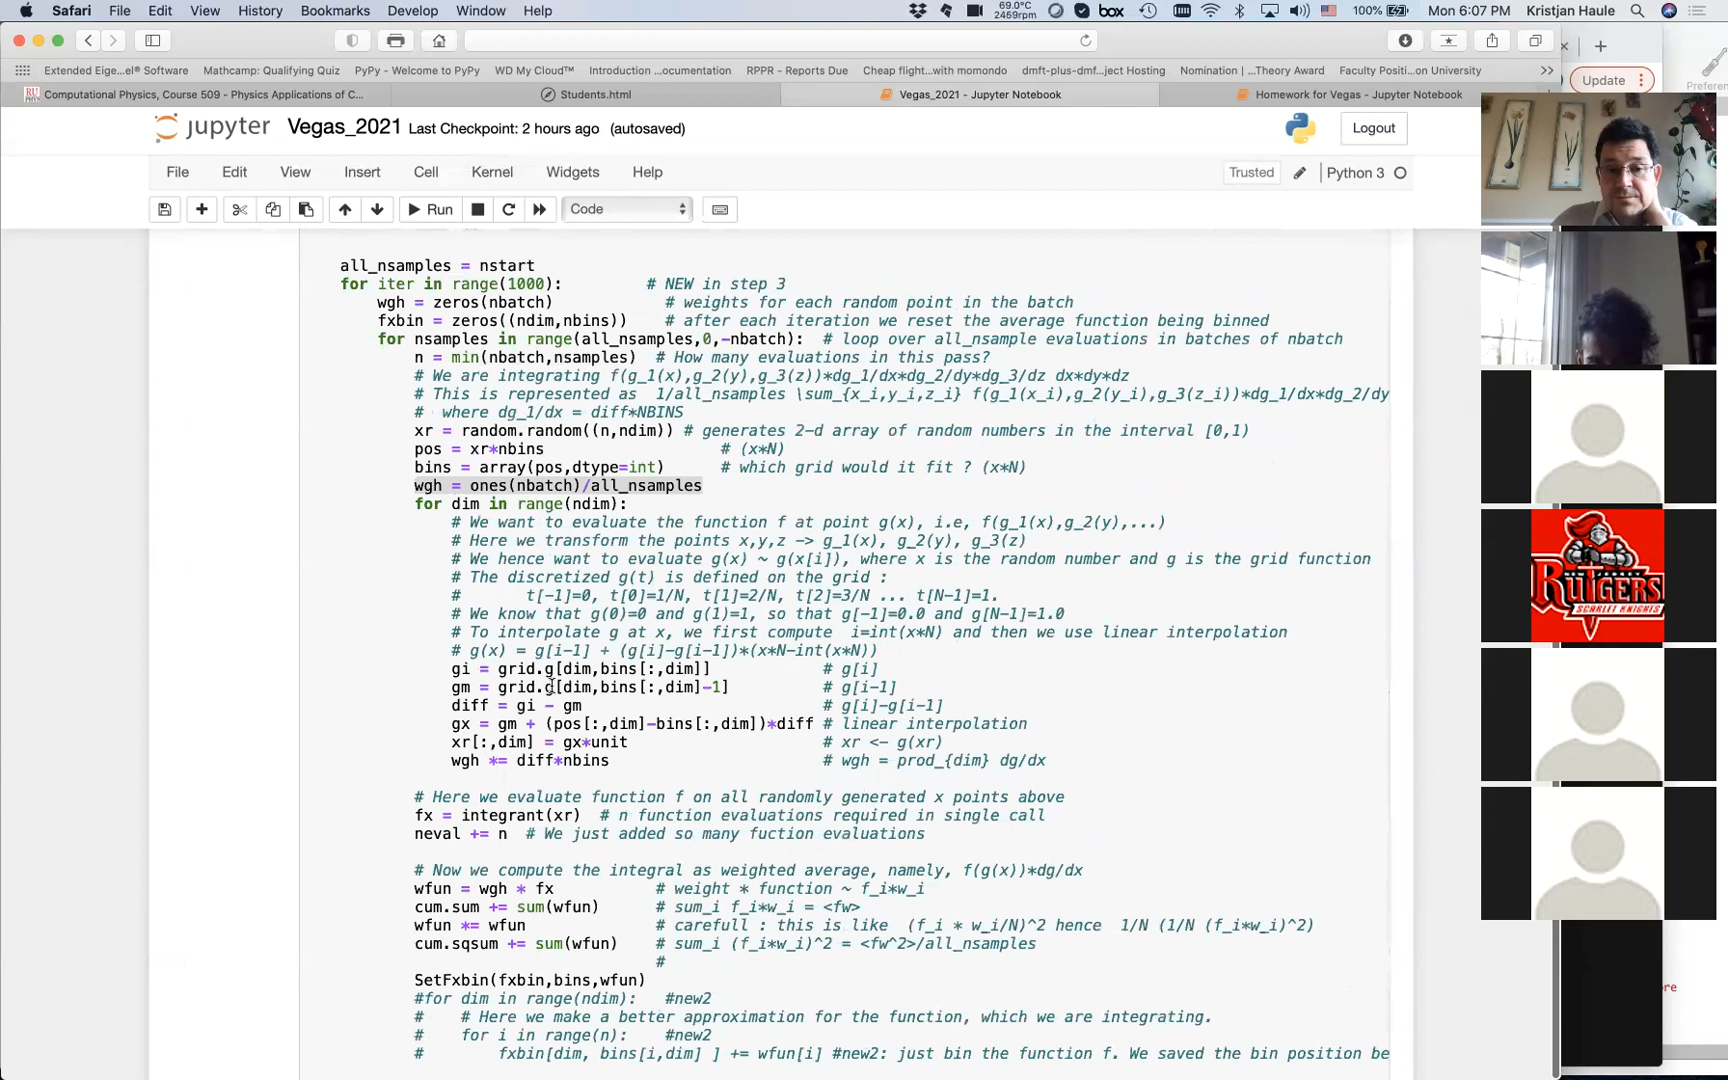 Safari File Edit View History Bookmarks Develop Window Help 69.0°C 2459rpm box 100% Mon 6:07 PM Kristjan Haule
Extended Eige...el® Software Mathcamp: Qualifying Quiz PyPy - Welcome to PyPy WD My Cloud™ Introduction ...ocumentation RPPR - Reports Due Cheap flight...with momondo dmft-plus-dmf...ject Hosting Nomination | ...Theory Award Faculty Positi...on University Update
Computational Physics, Course 509 - Physics Applications of C... Students.html Vegas_2021 - Jupyter Notebook Homework for Vegas - Jupyter Notebook
jupyter Vegas_2021 Last Checkpoint: 2 hours ago (autosaved) Logout
File Edit View Insert Cell Kernel Widgets Help Trusted Python 3
Run Code
all_nsamples = nstart
for iter in range(1000): # NEW in step 3
wgh = zeros(nbatch) # weights for each random point in the batch
fxbin = zeros((ndim,nbins)) # after each iteration we reset the average function being binned
for nsamples in range(all_nsamples,0,-nbatch): # loop over all_nsample evaluations in batches of nbatch
n = min(nbatch,nsamples) # How many evaluations in this pass?
# We are integrating f(g_1(x),g_2(y),g_3(z))*dg_1/dx*dg_2/dy*dg_3/dz dx*dy*dz
# This is represented as 1/all_nsamples \sum_{x_i,y_i,z_i} f(g_1(x_i),g_2(y_i),g_3(z_i))*dg_1/dx*dg_2/dy
# where dg_1/dx = diff*NBINS
xr = random.random((n,ndim)) # generates 2-d array of random numbers in the interval [0,1)
pos = xr*nbins # (x*N)
bins = array(pos,dtype=int) # which grid would it fit ? (x*N)
wgh = ones(nbatch)/all_nsamples
for dim in range(ndim):
# We want to evaluate the function f at point g(x), i.e, f(g_1(x),g_2(y),...)
# Here we transform the points x,y,z -> g_1(x), g_2(y), g_3(z)
# We hence want to evaluate g(x) ~ g(x[i]), where x is the random number and g is the grid function
# The discretized g(t) is defined on the grid :
# t[-1]=0, t[0]=1/N, t[1]=2/N, t[2]=3/N ... t[N-1]=1.
# We know that g(0)=0 and g(1)=1, so that g[-1]=0.0 and g[N-1]=1.0
# To interpolate g at x, we first compute i=int(x*N) and then we use linear interpolation
# g(x) = g[i-1] + (g[i]-g[i-1])*(x*N-int(x*N))
gi = grid.g[dim,bins[:,dim]] # g[i]
gm = grid.g[dim,bins[:,dim]-1] # g[i-1]
diff = gi - gm # g[i]-g[i-1]
gx = gm + (pos[:,dim]-bins[:,dim])*diff # linear interpolation
xr[:,dim] = gx*unit # xr <- g(xr)
wgh *= diff*nbins # wgh = prod_{dim} dg/dx
# Here we evaluate function f on all randomly generated x points above
fx = integrant(xr) # n function evaluations required in single call
neval += n # We just added so many fuction evaluations
# Now we compute the integral as weighted average, namely, f(g(x))*dg/dx
wfun = wgh * fx # weight * function ~ f_i*w_i
cum.sum += sum(wfun) # sum_i f_i*w_i = <fw>
wfun *= wfun # carefull : this is like (f_i * w_i/N)^2 hence 1/N (1/N (f_i*w_i)^2)
cum.sqsum += sum(wfun) # sum_i (f_i*w_i)^2 = <fw^2>/all_nsamples
#
SetFxbin(fxbin,bins,wfun)
#for dim in range(ndim): #new2
# # Here we make a better approximation for the function, which we are integrating.
# for i in range(n): #new2
# fxbin[dim, bins[i,dim] ] += wfun[i] #new2: just bin the function f. We saved the bin position be
RUTGERS
SCARLET KNIGHTS